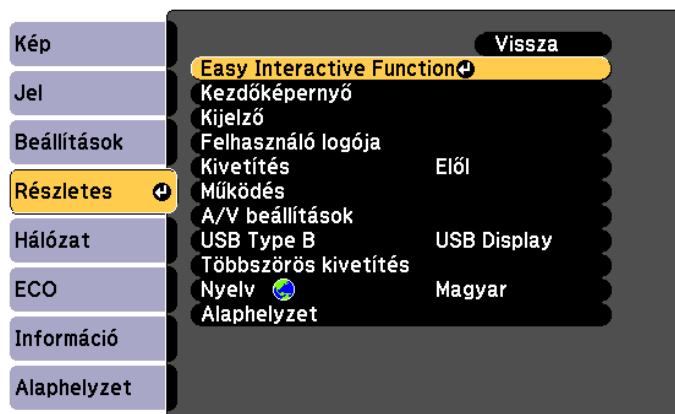 Kép
Jel
Beállítások
Részletes
Hálózat
ECO
Információ
Alaphelyzet
Vissza
Easy Interactive Function
Kezdőképernyő
Kijelző
Felhasználó logója
Kivetítés Elől
Működés
A/V beállítások
USB Type B USB Display
Többszörös kivetítés
Nyelv Magyar
Alaphelyzet